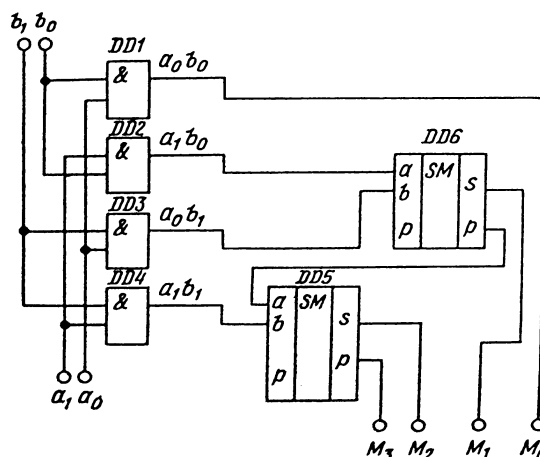 b₁ b₀
DD1
&
a₀b₀
DD2
&
a₁b₀
DD3
&
a₀b₁
DD4
&
a₁b₁
DD6
a SM s
b
p p
DD5
a SM s
b
p p
a₁ a₀
M₃ M₂ M₁